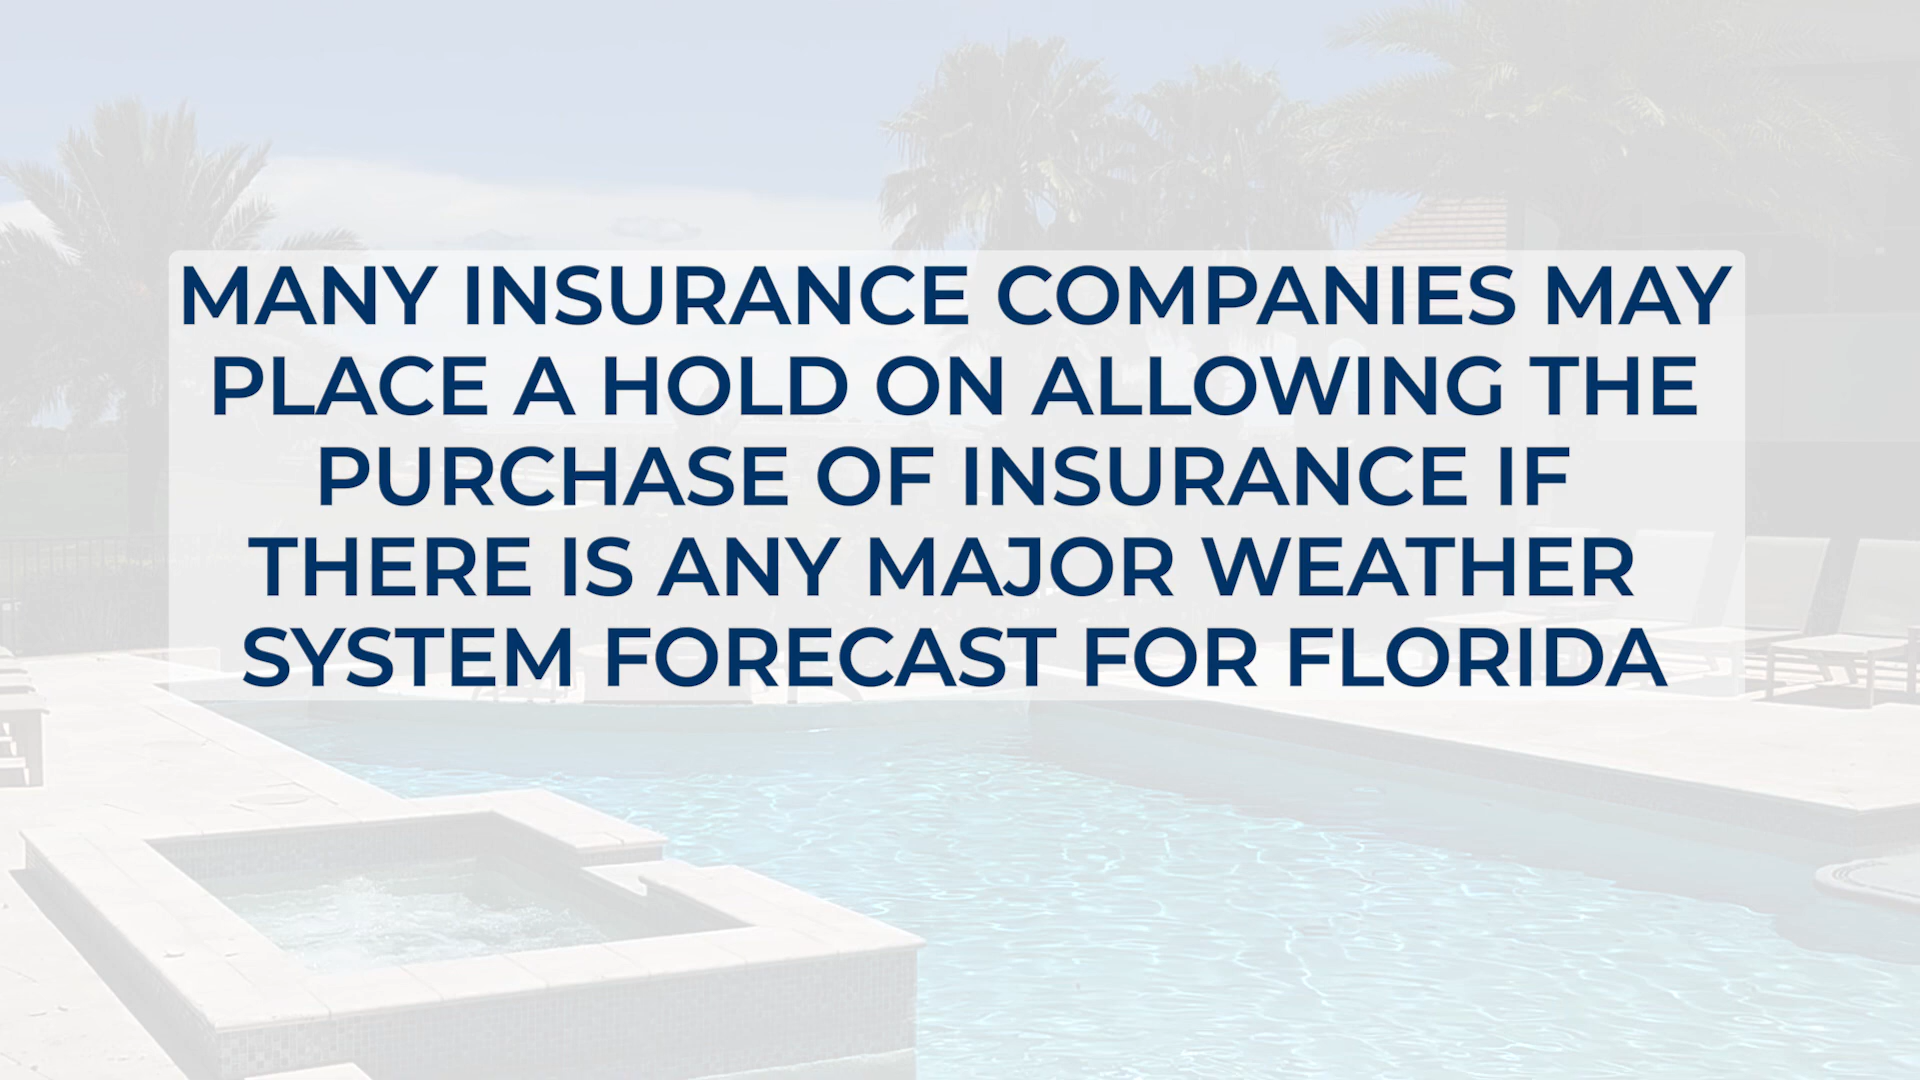 MANY INSURANCE COMPANIES MAY
PLACE A HOLD ON ALLOWING THE
PURCHASE OF INSURANCE IF
THERE IS ANY MAJOR WEATHER
SYSTEM FORECAST FOR FLORIDA